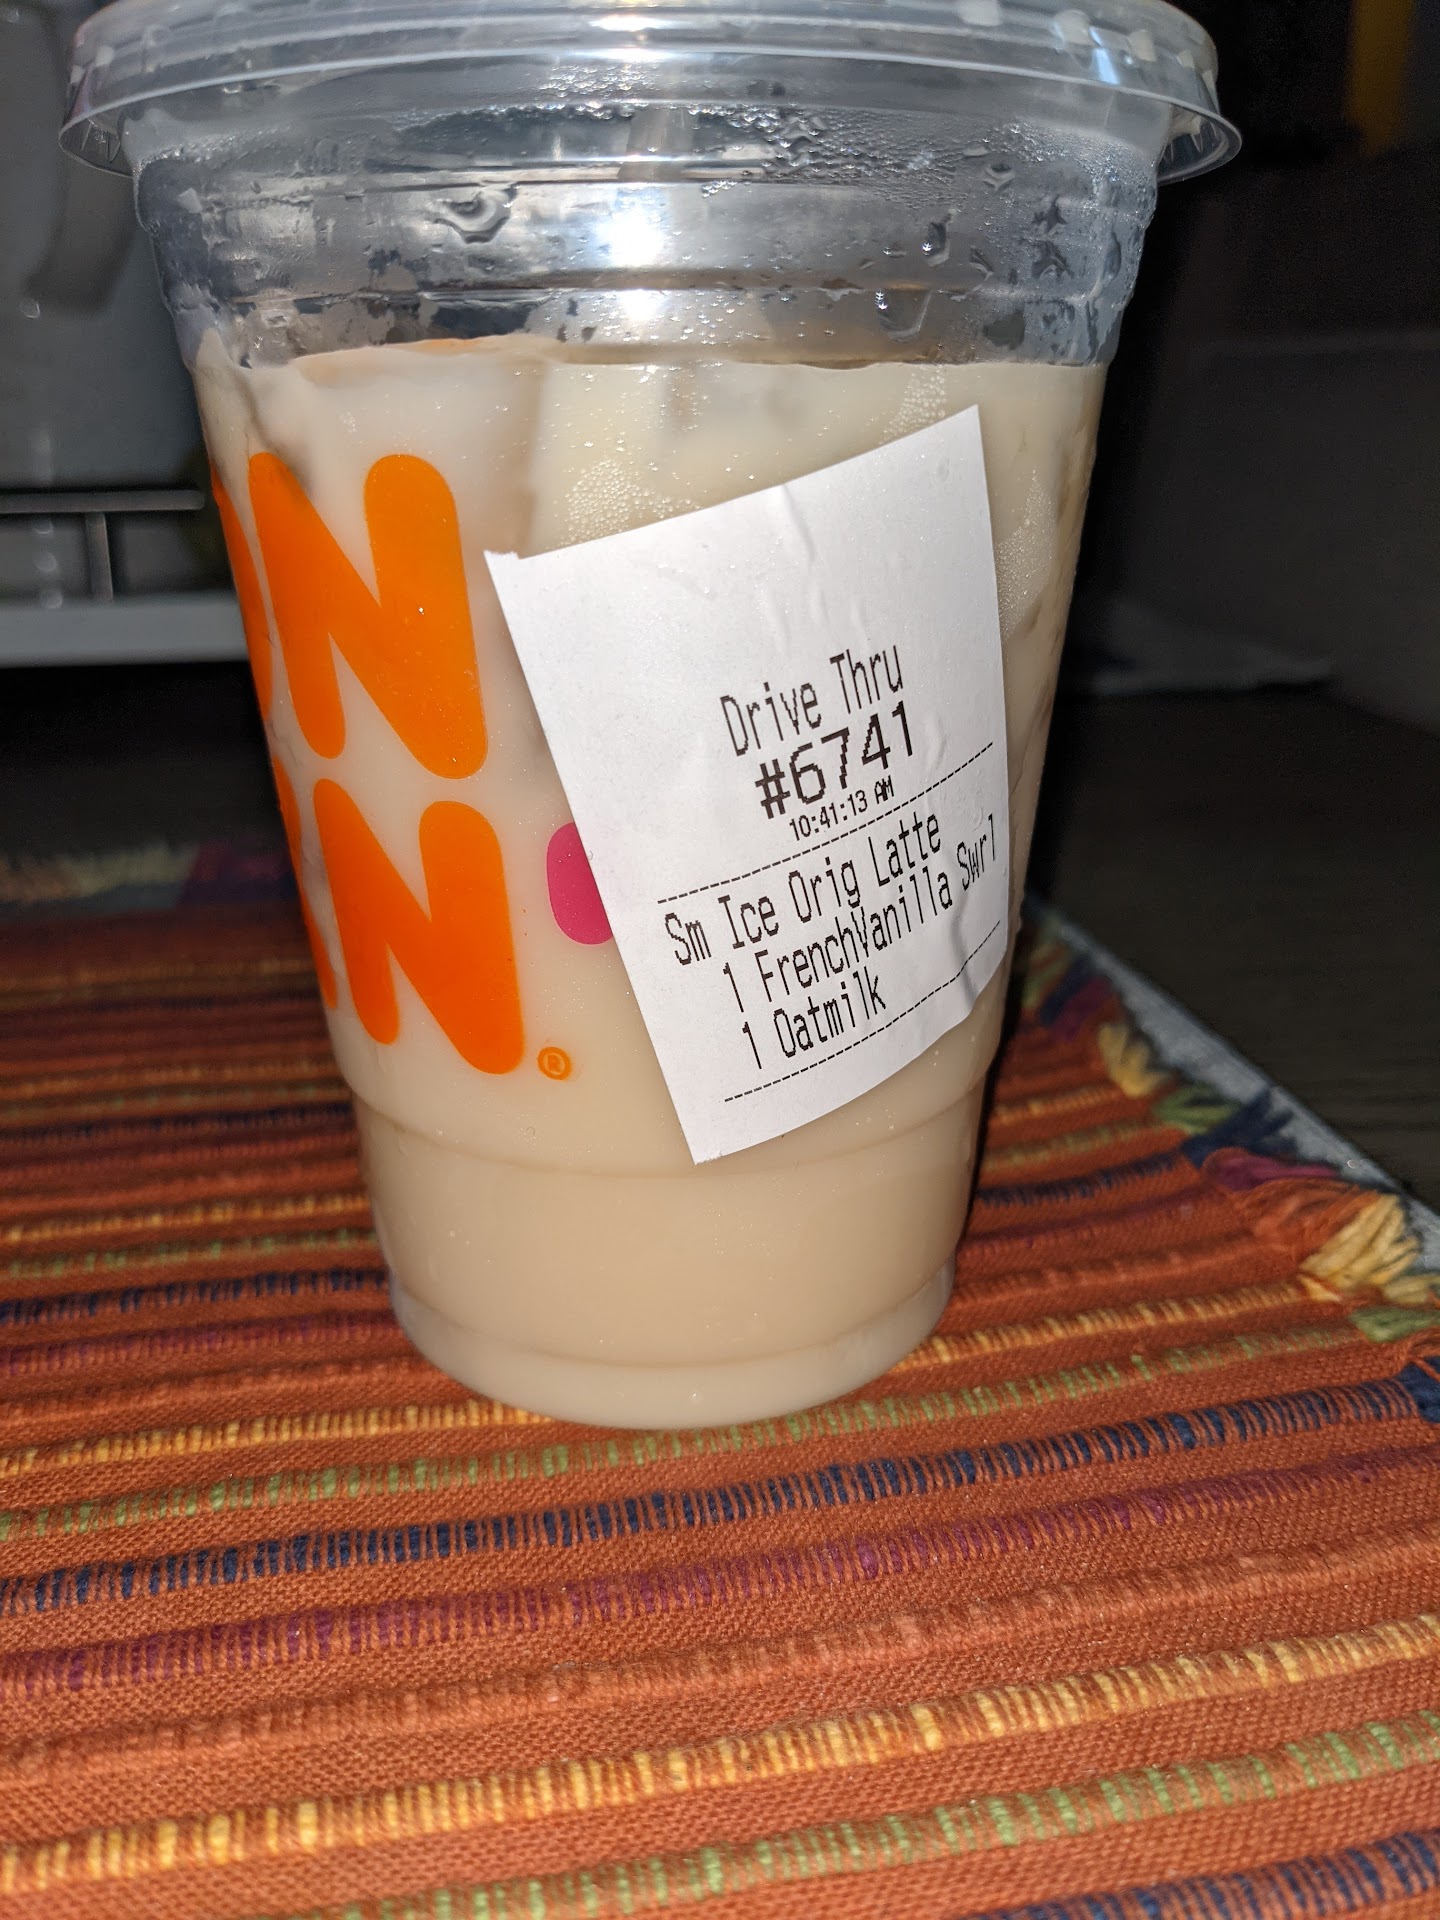 Drive Thru
#6741
10:41:13 AM
Sm Ice Orig Latte
1 FrenchVanilla Swrl
1 Oatmilk